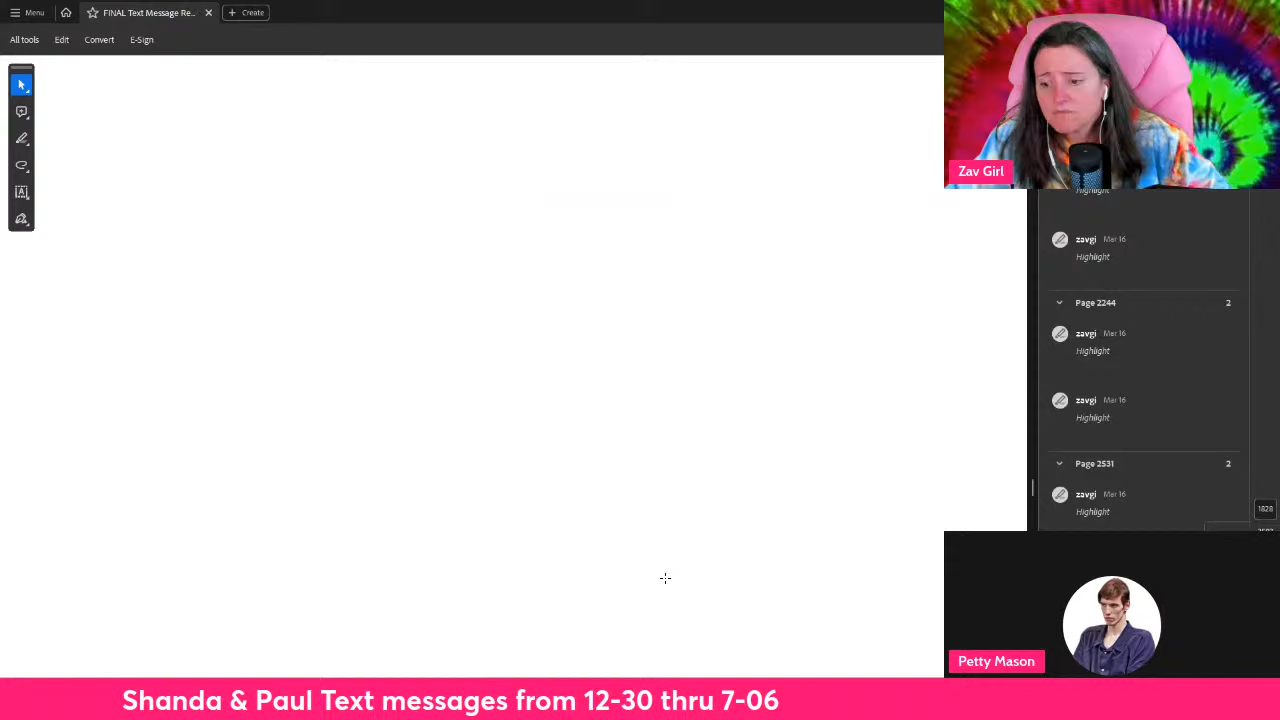 Menu
FINAL Text Message Re...
Create
All tools
Edit
Convert
E-Sign
Zav Girl
Highlight
zavgi Mar 16
Highlight
Page 2244 2
zavgi Mar 16
Highlight
zavgi Mar 16
Highlight
Page 2531 2
zavgi Mar 16
Highlight
1828
Petty Mason
Shanda & Paul Text messages from 12-30 thru 7-06